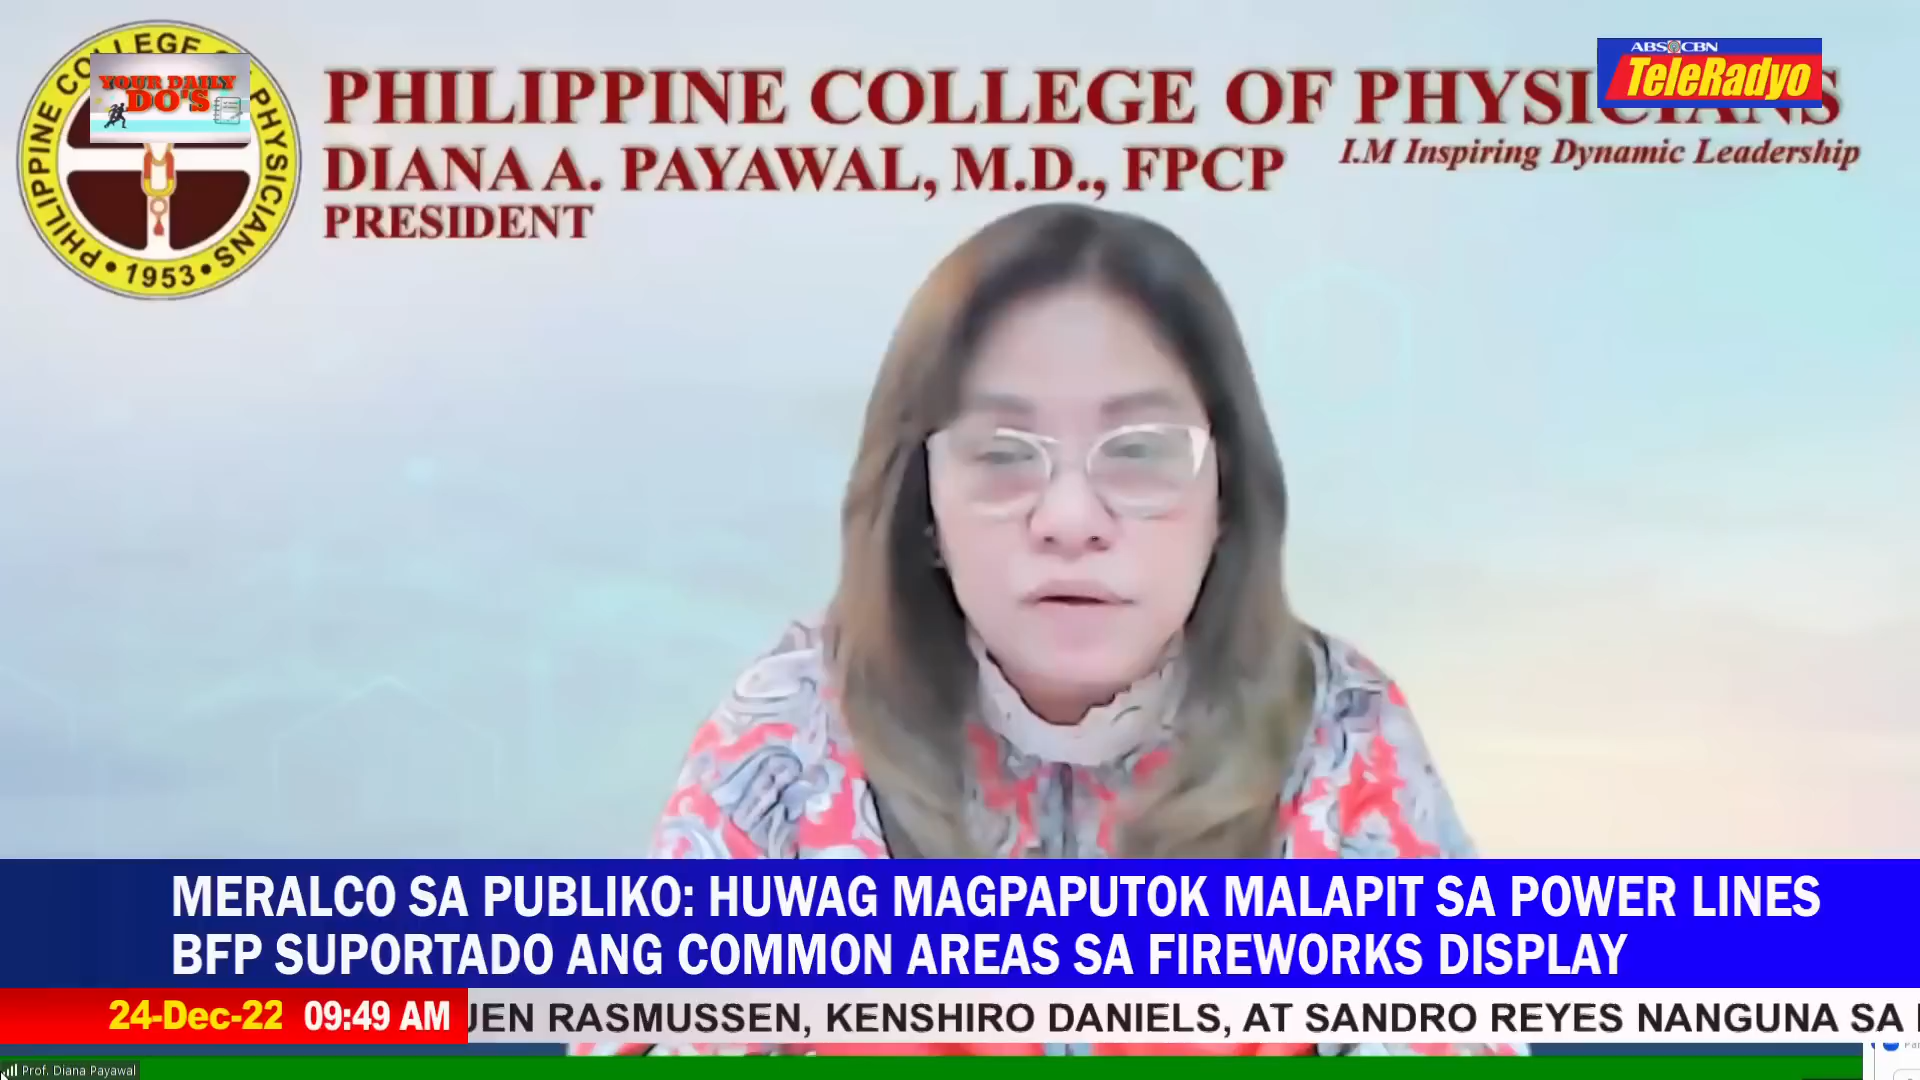 PHILIPPINE COLLEGE OF PHYSICIANS
DIANA A. PAYAWAL, M.D., FPCP
I.M Inspiring Dynamic Leadership
PRESIDENT
PHILIPPINE COLLEGE OF PHYSICIANS
• 1953 •
YOUR DAILY
DO'S
ABS CBN
TeleRadyo
MERALCO SA PUBLIKO: HUWAG MAGPAPUTOK MALAPIT SA POWER LINES
BFP SUPORTADO ANG COMMON AREAS SA FIREWORKS DISPLAY
24-Dec-22 09:49 AM
JEN RASMUSSEN, KENSHIRO DANIELS, AT SANDRO REYES NANGUNA SA
Prof. Diana Payawal